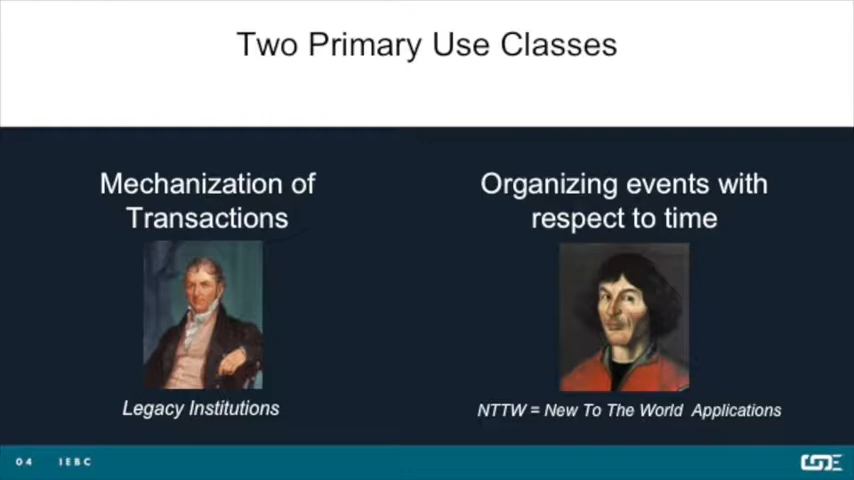 Two Primary Use Classes
Mechanization of
Transactions
Organizing events with
respect to time
Legacy Institutions
NTTW = New To The World Applications
04 IEBC